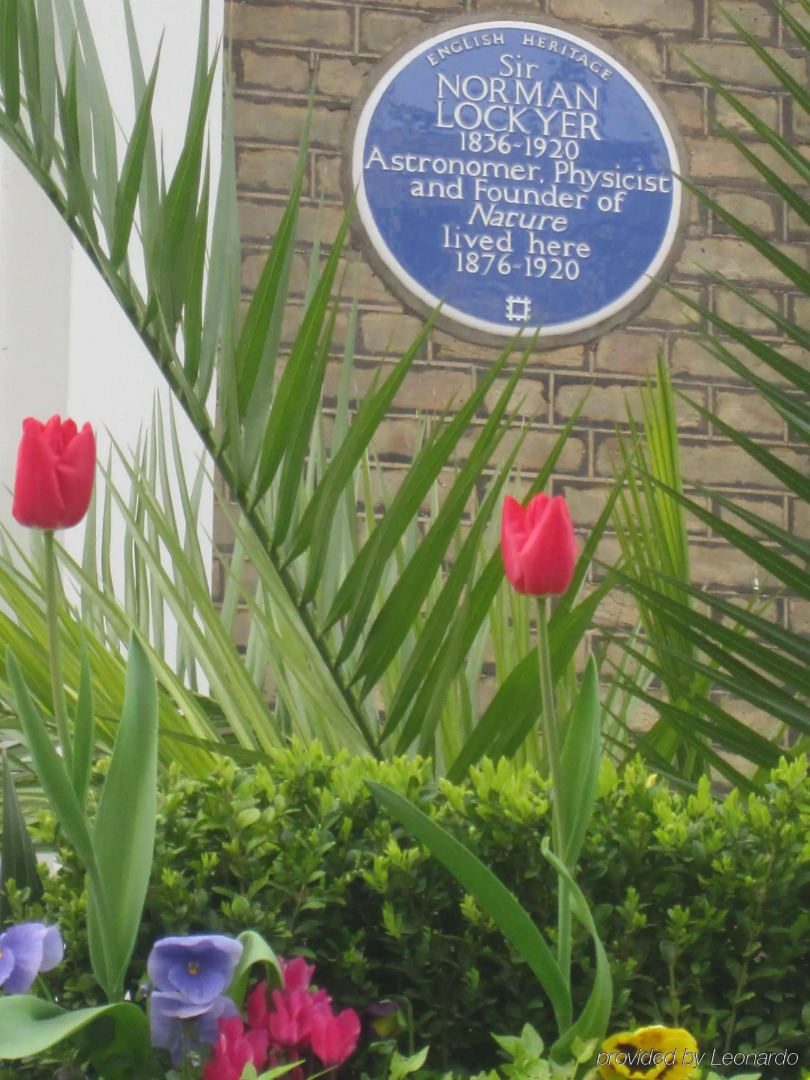 ENGLISH HERITAGE
Sir
NORMAN
LOCKYER
1836-1920
Astronomer, Physicist
and Founder of
Nature
lived here
1876-1920
provided by Leonardo